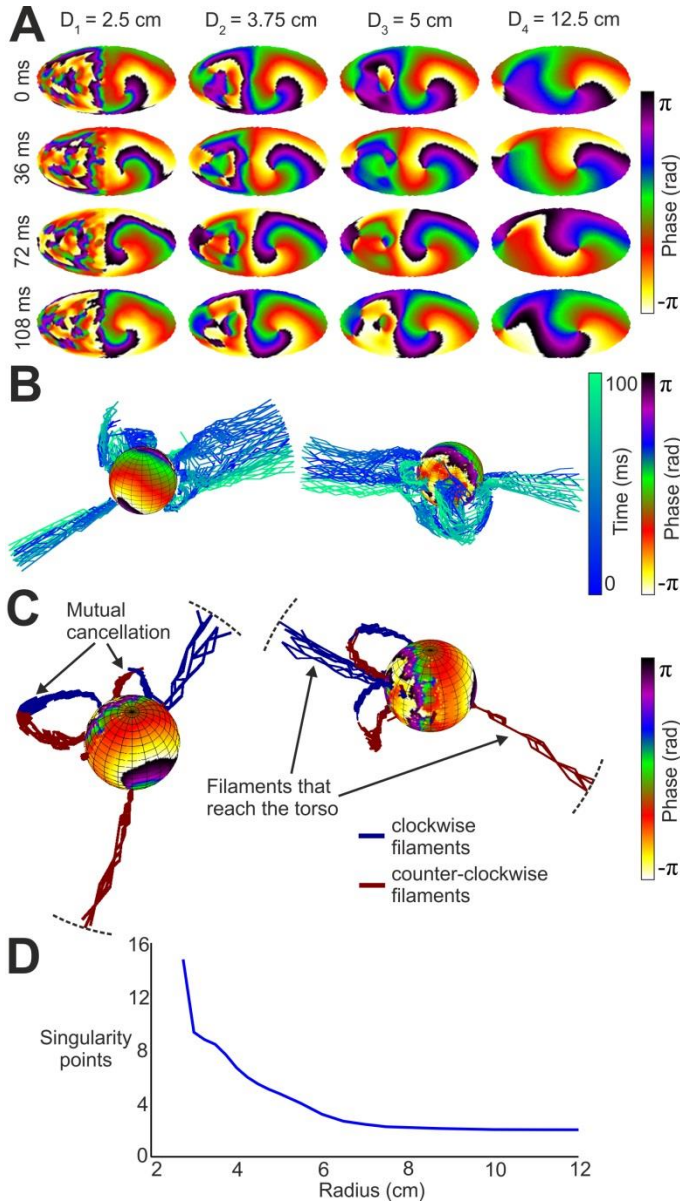 A
D1 = 2.5 cm
D2 = 3.75 cm
D3 = 5 cm
D4 = 12.5 cm
0 ms
36 ms
72 ms
108 ms
π
Phase (rad)
-π
B
100
Time (ms)
0
π
Phase (rad)
-π
C
Mutual
cancellation
Filaments that
reach the torso
clockwise
filaments
counter-clockwise
filaments
π
Phase (rad)
-π
D
16
12
8
4
0
Singularity
points
2
4
6
8
10
12
Radius (cm)